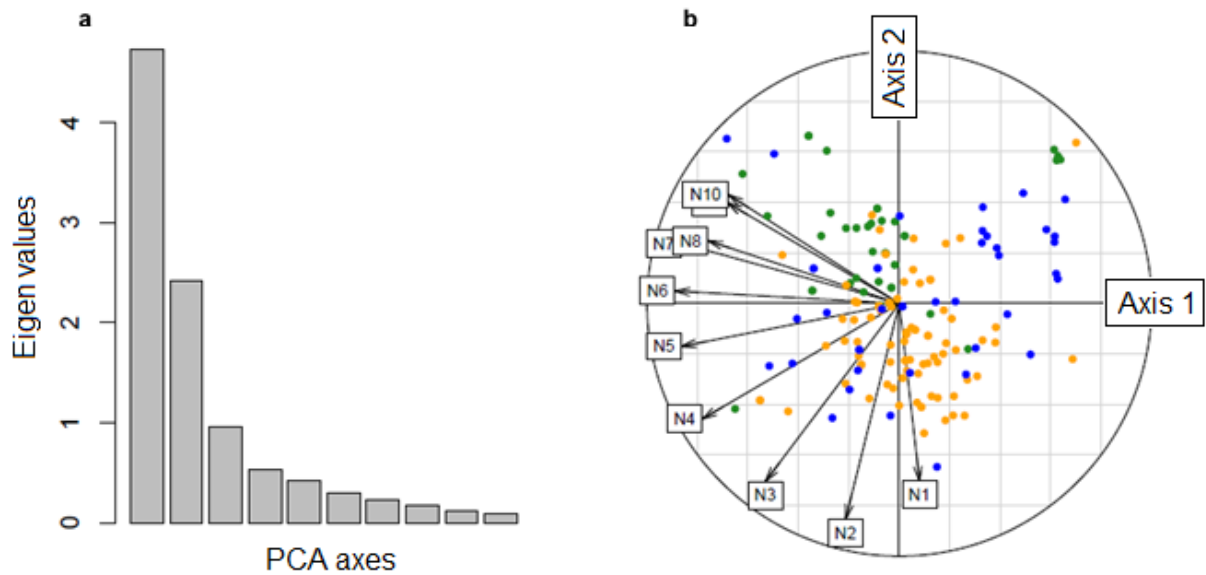 a
4
3
2
1
0
Eigen values
PCA axes
b
Axis 2
Axis 1
N10
N7
N8
N6
N5
N4
N3
N2
N1